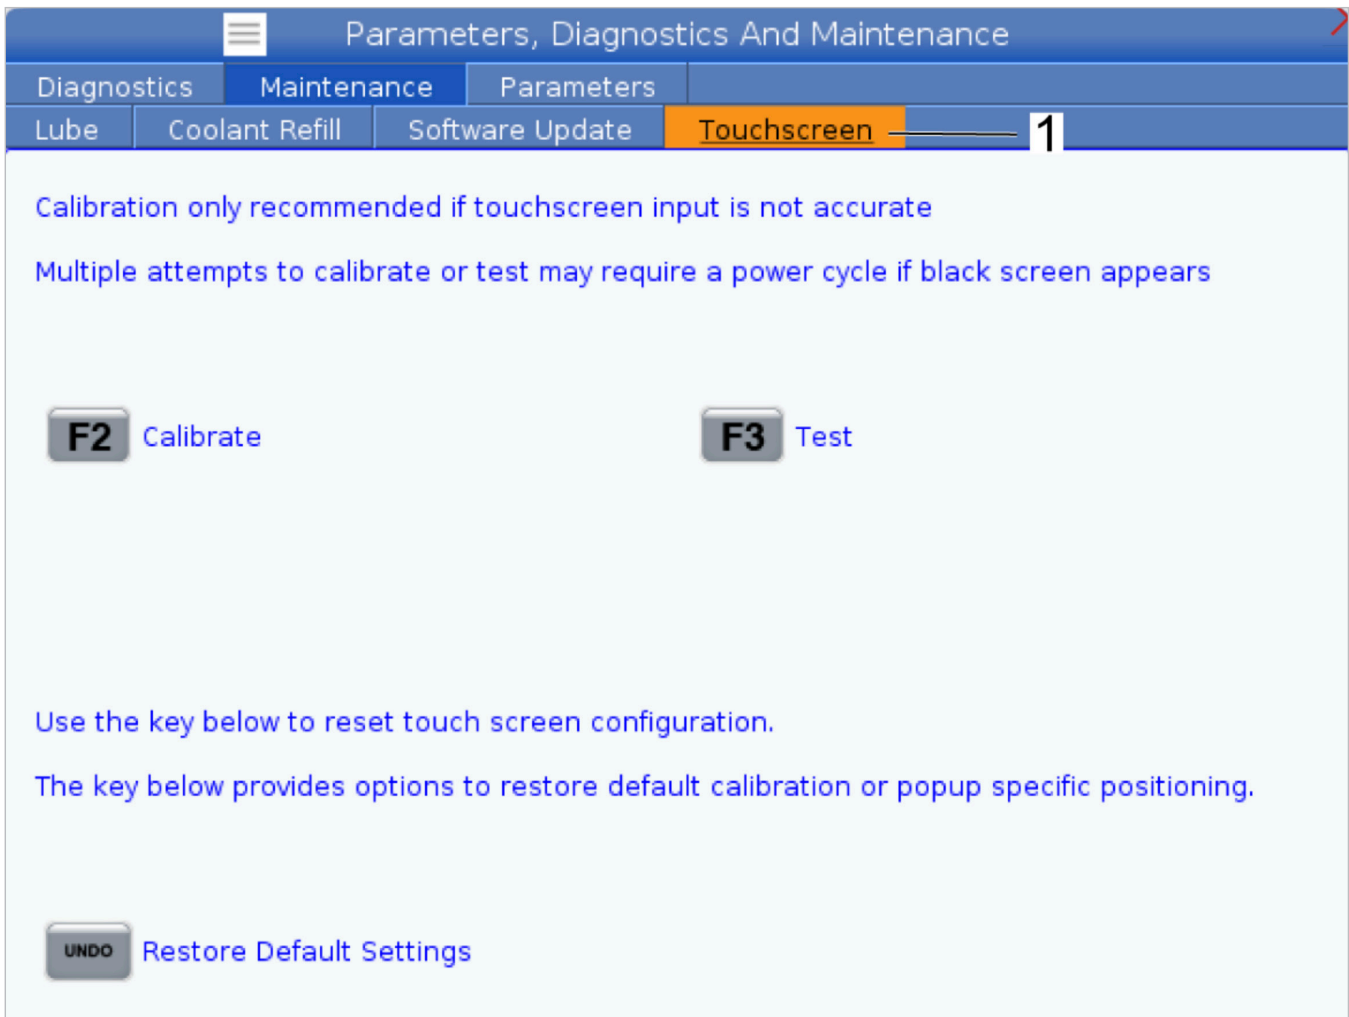 Parameters, Diagnostics And Maintenance
Diagnostics Maintenance Parameters
Lube Coolant Refill Software Update Touchscreen 1
Calibration only recommended if touchscreen input is not accurate
Multiple attempts to calibrate or test may require a power cycle if black screen appears
F2 Calibrate F3 Test
Use the key below to reset touch screen configuration.
The key below provides options to restore default calibration or popup specific positioning.
UNDO Restore Default Settings